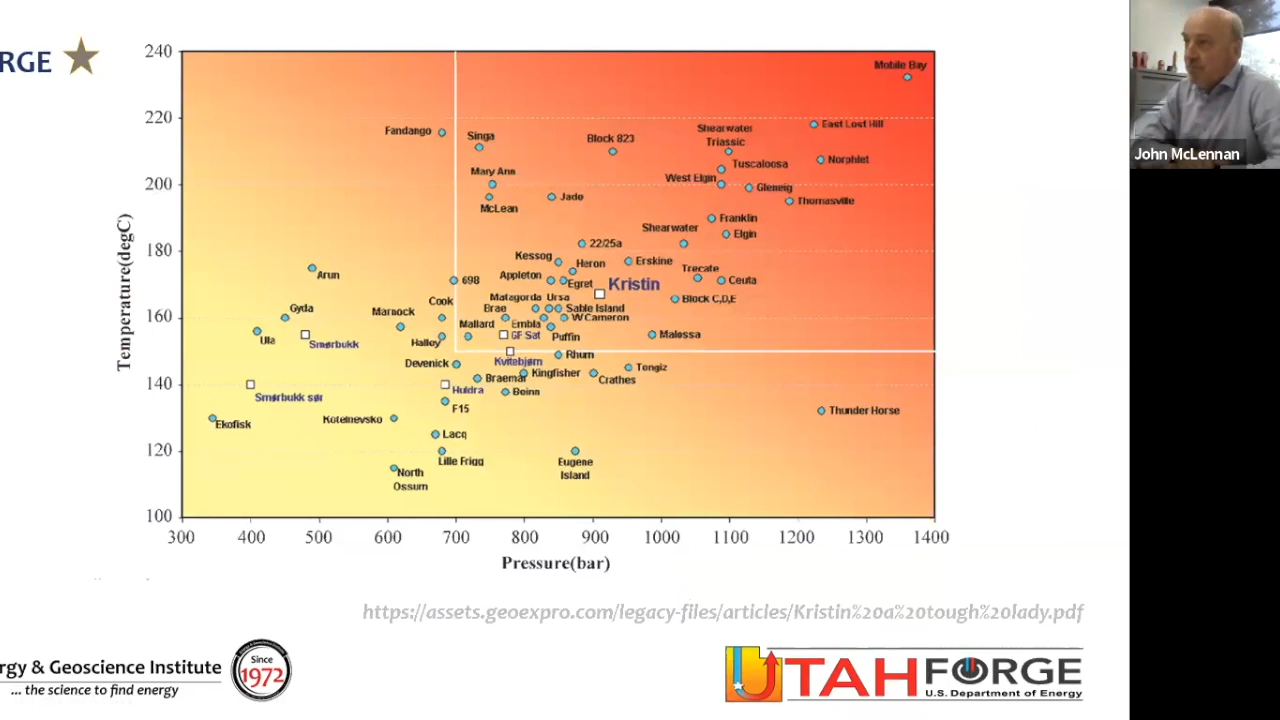 RGE
John McLennan
Temperature(degC)
240
220
200
180
160
140
120
100
Mobile Bay
East Lost Hill
Fandango
Singa
Block 823
Shearwater
Triassic
Norphlet
Tuscaloosa
Mary Ann
West Elgin
Gleneig
McLean
Jade
Thomasville
Franklin
Shearwater
Elgin
22/25a
Kessog
Heron
Erskine
Trecate
Arun
698
Appleton
Egret
Kristin
Ceuta
Cook
Matagorda
Ursa
Block C,D,E
Gyda
Marnock
Brae
Sable Island
W Cameron
Mallard
Embla
Ula
Smørbukk
Halley
GF Sat
Puffin
Malossa
Devenick
Kvitebjørn
Rhum
Tengiz
Braemar
Kingfisher
Crathes
Smørbukk sør
Huldra
Beinn
F15
Thunder Horse
Ekofisk
Kotelnevsko
Lacq
Lille Frigg
Eugene
Island
North
Ossum
300 400 500 600 700 800 900 1000 1100 1200 1300 1400
Pressure(bar)
https://assets.geoexpro.com/legacy-files/articles/Kristin%20a%20tough%20lady.pdf
rgy & Geoscience Institute
... the science to find energy
Since
1972
UTAH FORGE
U.S. Department of Energy